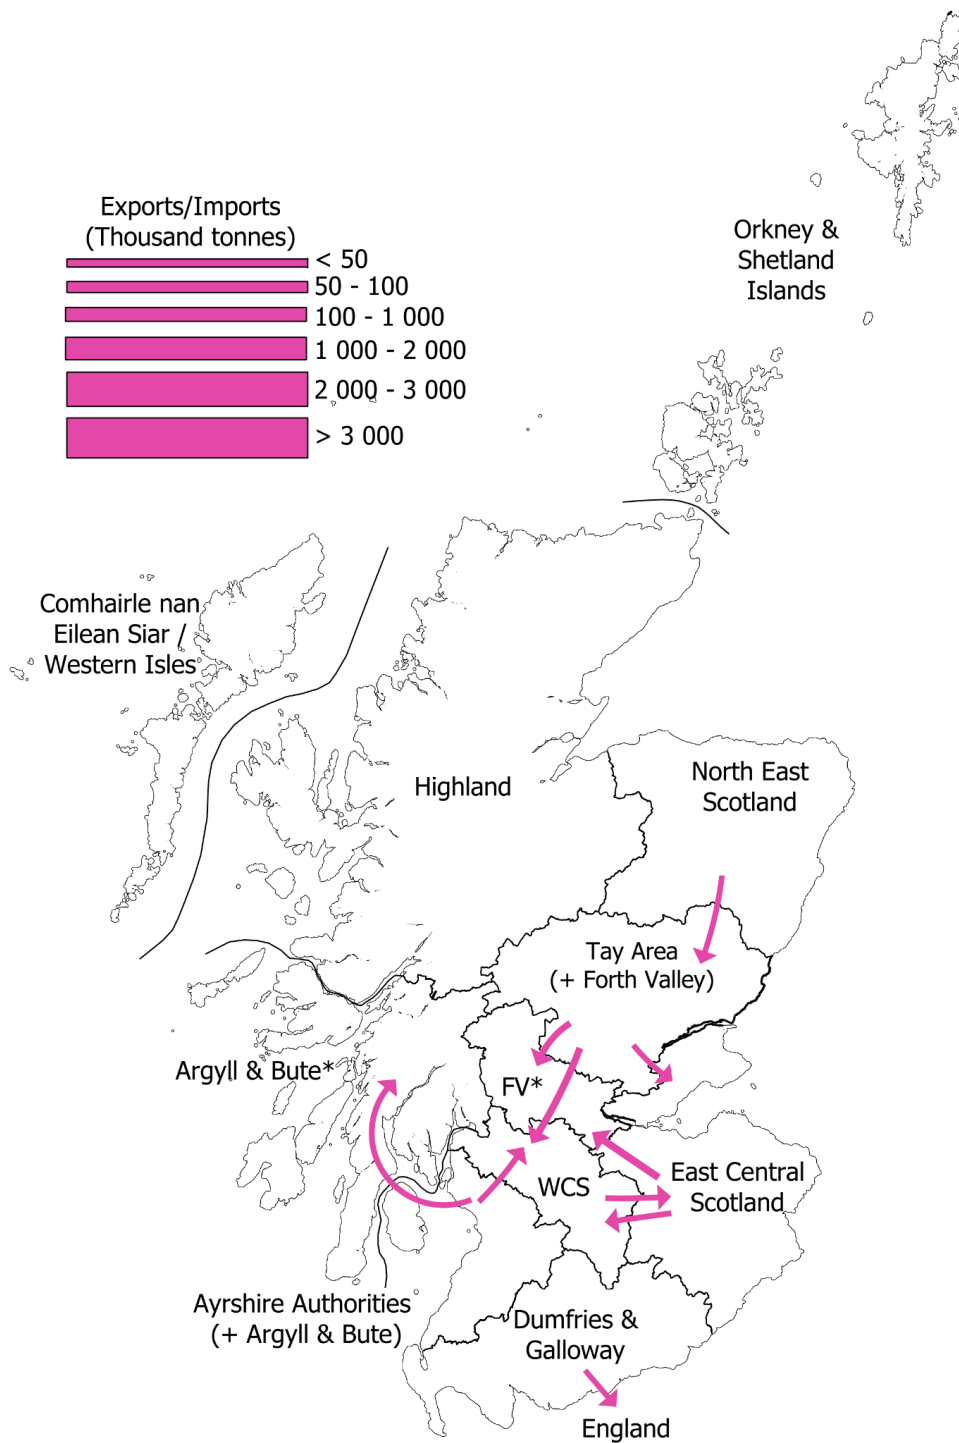 Exports/Imports
(Thousand tonnes)
< 50
50 - 100
100 - 1 000
1 000 - 2 000
2 000 - 3 000
> 3 000
Orkney &
Shetland
Islands
Comhairle nan
Eilean Siar /
Western Isles
Highland
North East
Scotland
Tay Area
(+ Forth Valley)
Argyll & Bute*
FV*
WCS
East Central
Scotland
Ayrshire Authorities
(+ Argyll & Bute)
Dumfries &
Galloway
England